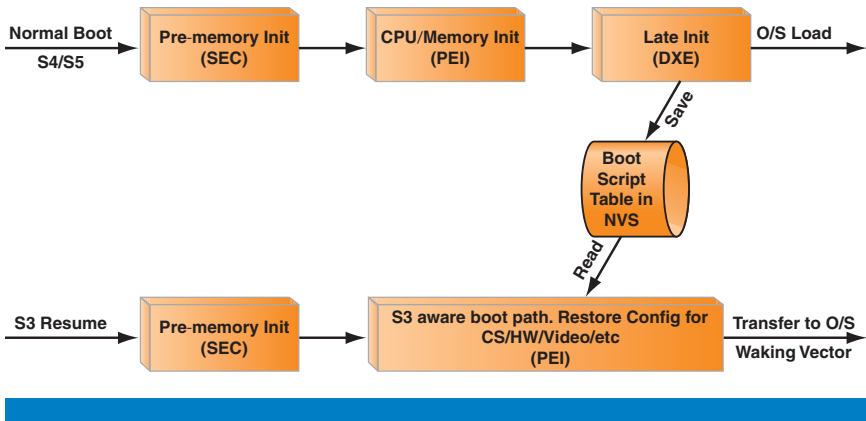 Normal Boot
S4/S5
Pre-memory Init
(SEC)
CPU/Memory Init
(PEI)
Late Init
(DXE)
O/S Load
Save
Boot
Script
Table in
NVS
Read
S3 Resume
Pre-memory Init
(SEC)
S3 aware boot path. Restore Config for
CS/HW/Video/etc
(PEI)
Transfer to O/S
Waking Vector